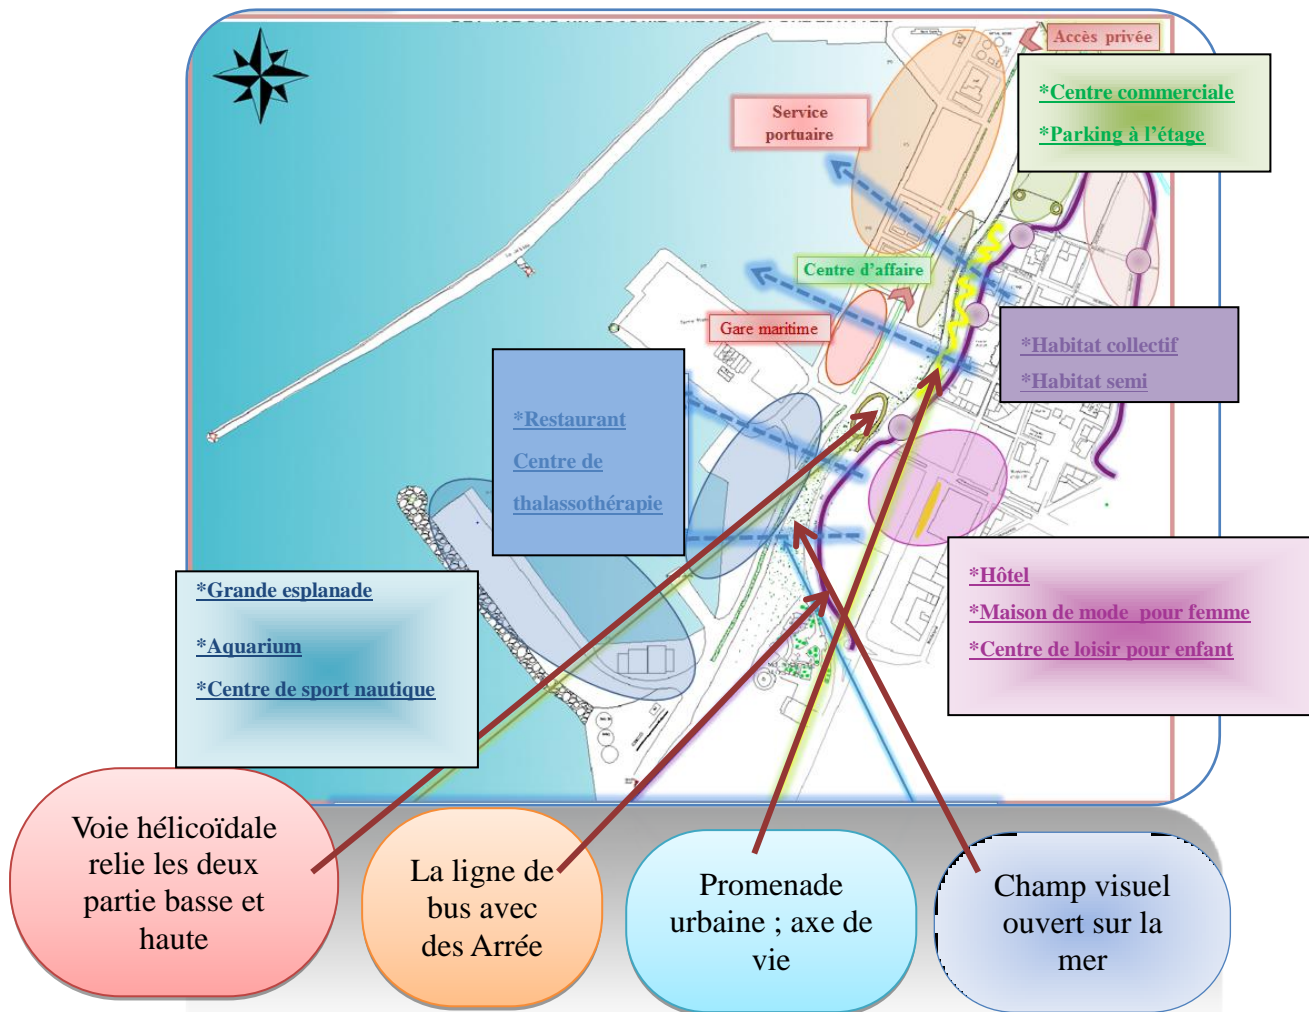 Accès privée
*Centre commerciale
*Parking à l'étage
Service
portuaire
Centre d'affaire
Gare maritime
*Habitat collectif
*Habitat semi
*Restaurant
Centre de
thalassothérapie
*Hôtel
*Maison de mode pour femme
*Centre de loisir pour enfant
*Grande esplanade
*Aquarium
*Centre de sport nautique
Voie hélicoïdale
relie les deux
partie basse et
haute
La ligne de
bus avec
des Arrée
Promenade
urbaine ; axe de
vie
Champ visuel
ouvert sur la
mer